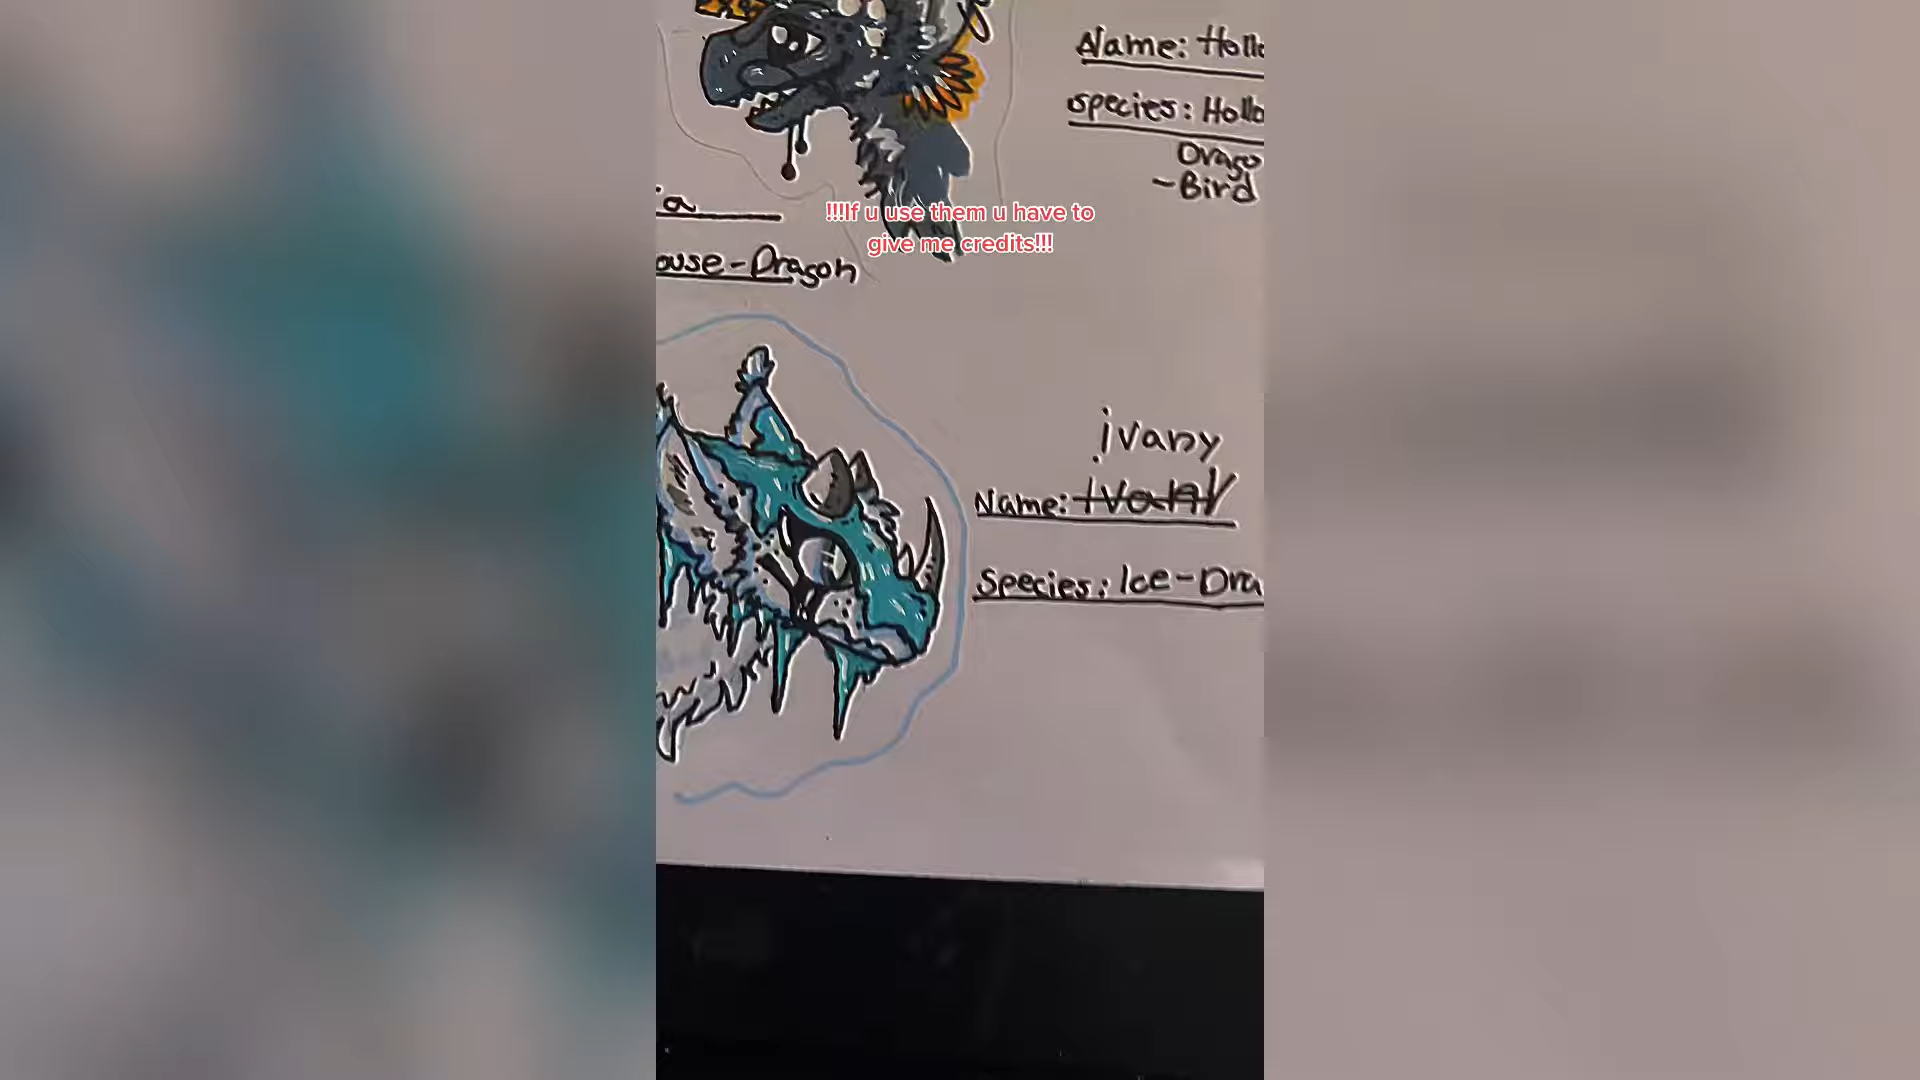 Name: Hollo
species: Hollo
Drago
-Bird
ia
!!!If u use them u have to
give me credits!!!
ouse-Dragon
ivany
Name:
Species: Ice-Dra